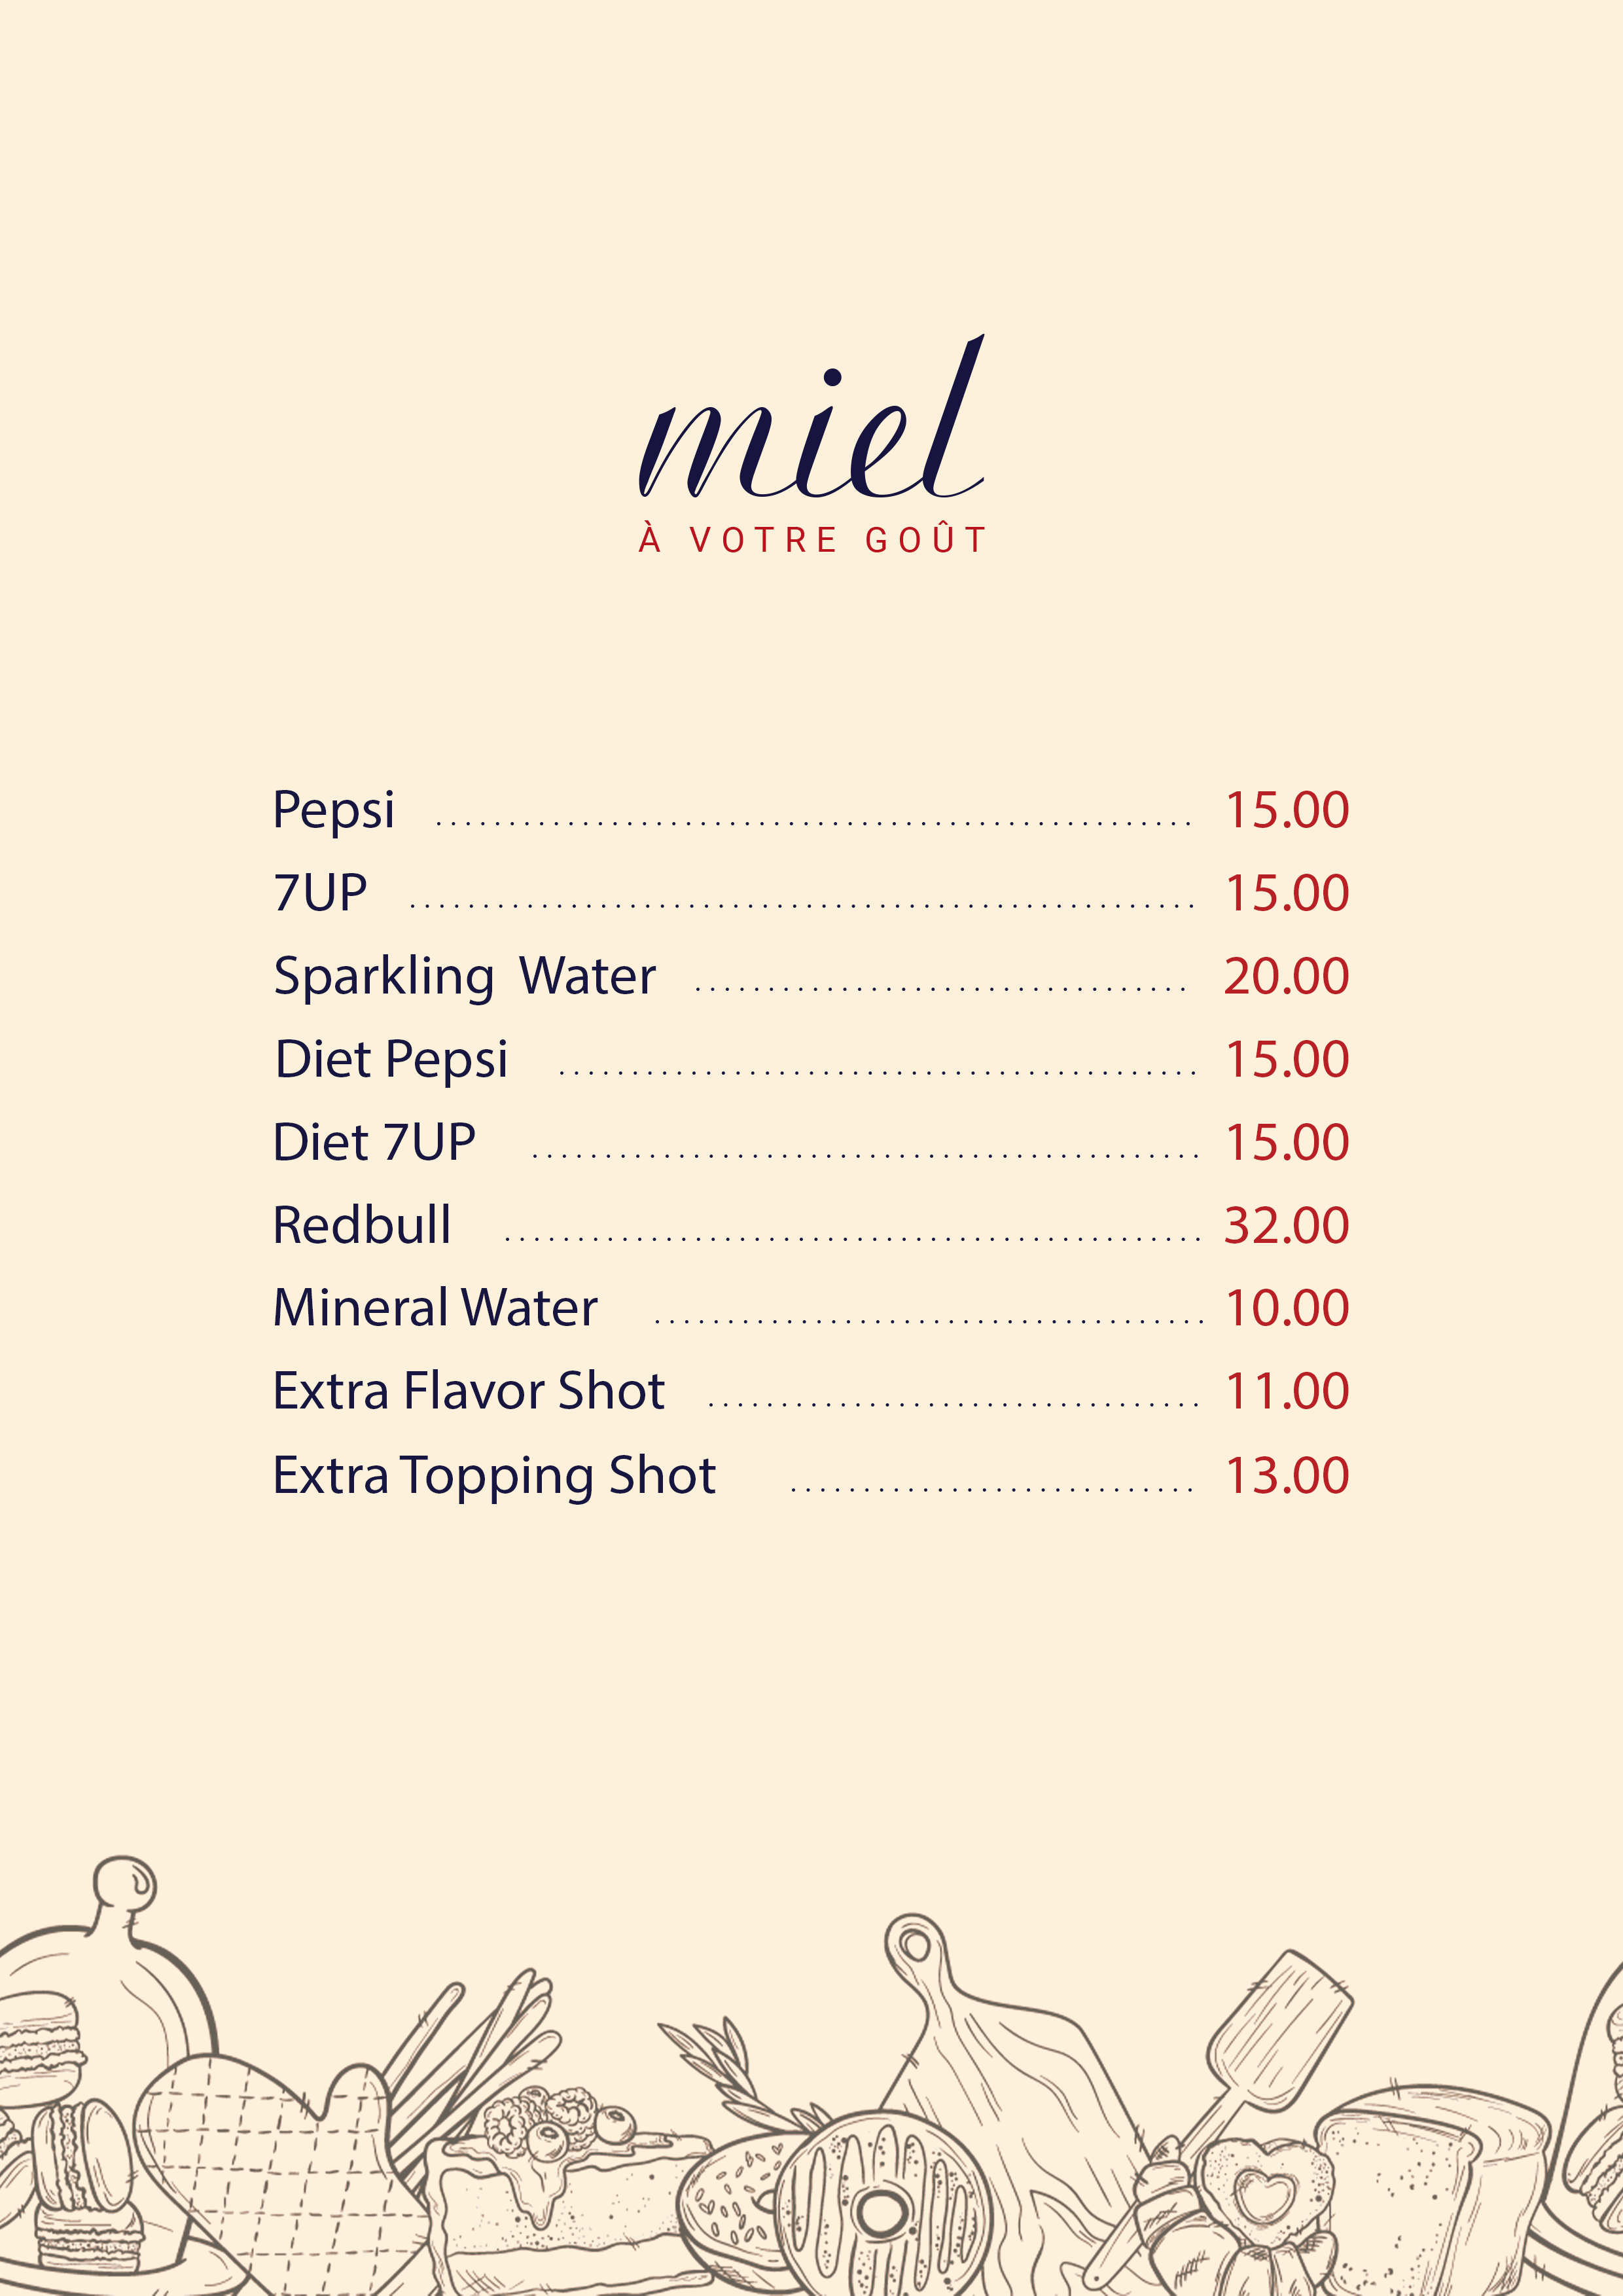 miel
À VOTRE GOÛT
Pepsi ................................................... 15.00
7UP ..................................................... 15.00
Sparkling Water .................................. 20.00
Diet Pepsi ............................................ 15.00
Diet 7UP .............................................. 15.00
Redbull ................................................ 32.00
Mineral Water ...................................... 10.00
Extra Flavor Shot .................................. 11.00
Extra Topping Shot ............................ 13.00